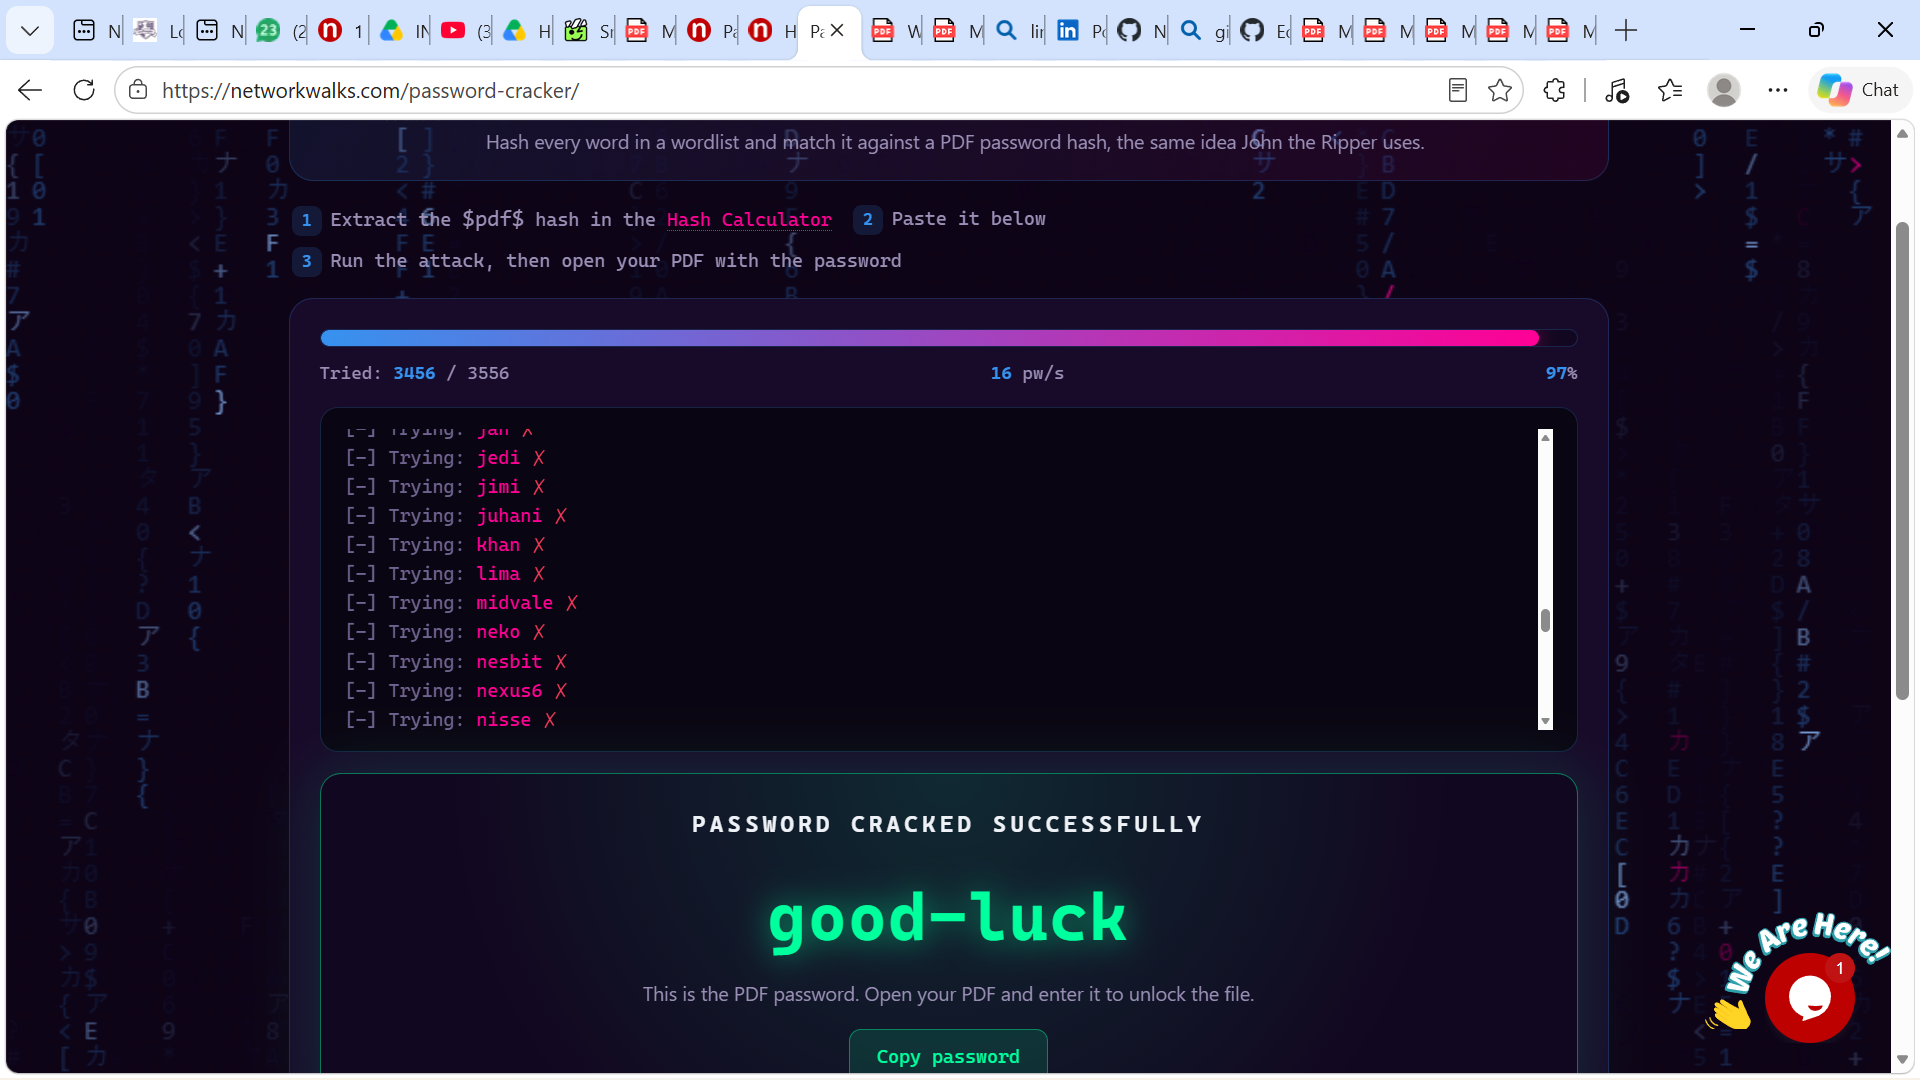 https://networkwalks.com/password-cracker/
Chat
Hash every word in a wordlist and match it against a PDF password hash, the same idea John the Ripper uses.
1 Extract the $pdf$ hash in the Hash Calculator 2 Paste it below
3 Run the attack, then open your PDF with the password
Tried: 3456 / 3556 16 pw/s 97%
[-] Trying: jan ✗
[-] Trying: jedi ✗
[-] Trying: jimi ✗
[-] Trying: juhani ✗
[-] Trying: khan ✗
[-] Trying: lima ✗
[-] Trying: midvale ✗
[-] Trying: neko ✗
[-] Trying: nesbit ✗
[-] Trying: nexus6 ✗
[-] Trying: nisse ✗
PASSWORD CRACKED SUCCESSFULLY
good-luck
This is the PDF password. Open your PDF and enter it to unlock the file.
Copy password
We Are Here!
1